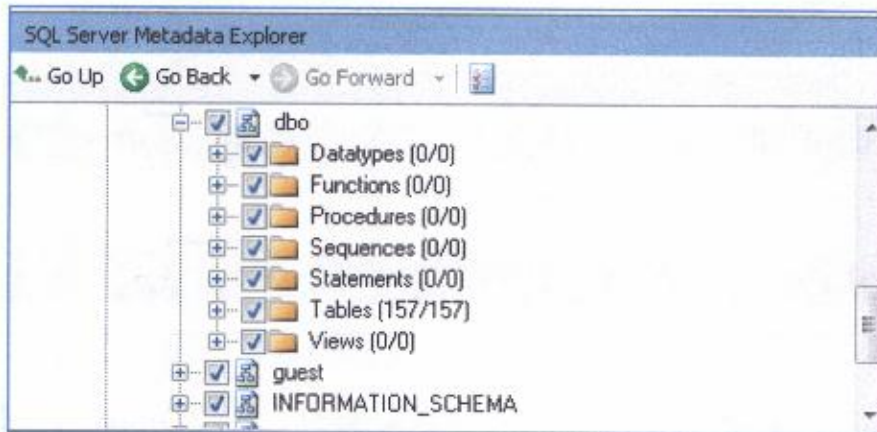 SQL Server Metadata Explorer
Go Up Go Back Go Forward
dbo
Datatypes (0/0)
Functions (0/0)
Procedures (0/0)
Sequences (0/0)
Statements (0/0)
Tables (157/157)
Views (0/0)
guest
INFORMATION_SCHEMA